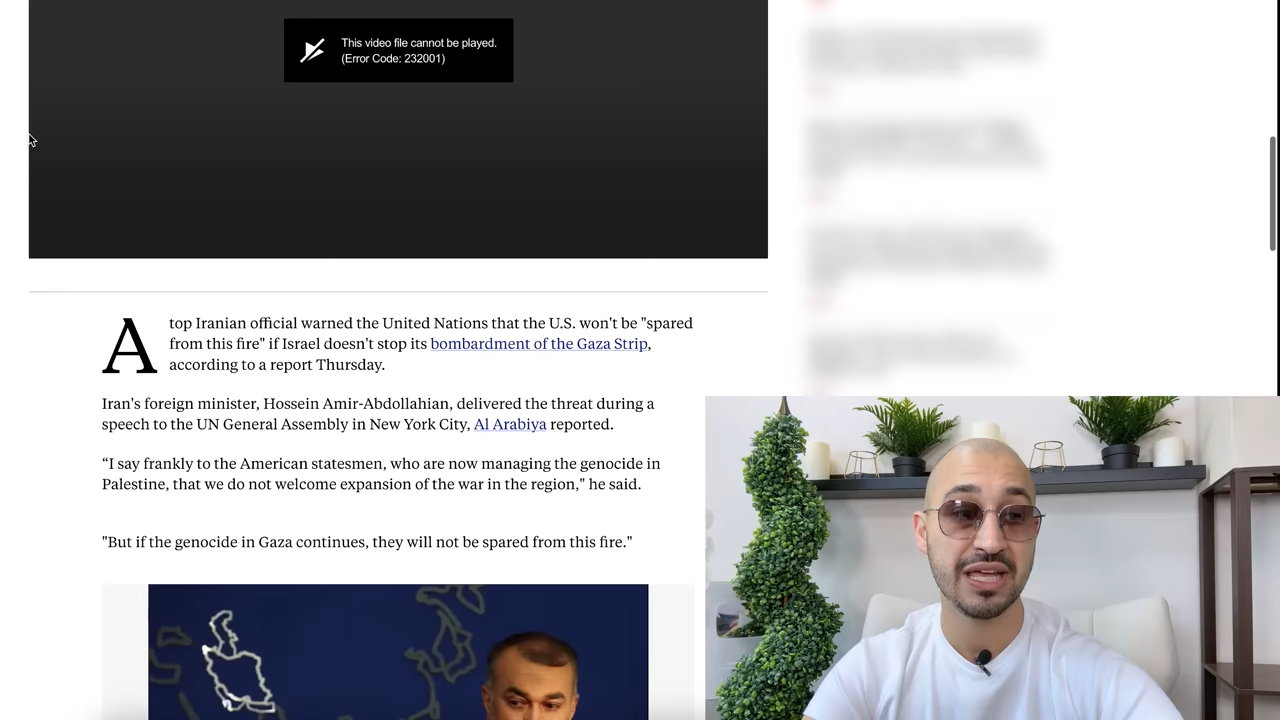 This video file cannot be played.
(Error Code: 232001)
A top Iranian official warned the United Nations that the U.S. won't be "spared
from this fire" if Israel doesn't stop its bombardment of the Gaza Strip,
according to a report Thursday.
Iran's foreign minister, Hossein Amir-Abdollahian, delivered the threat during a
speech to the UN General Assembly in New York City, Al Arabiya reported.
“I say frankly to the American statesmen, who are now managing the genocide in
Palestine, that we do not welcome expansion of the war in the region," he said.
"But if the genocide in Gaza continues, they will not be spared from this fire."